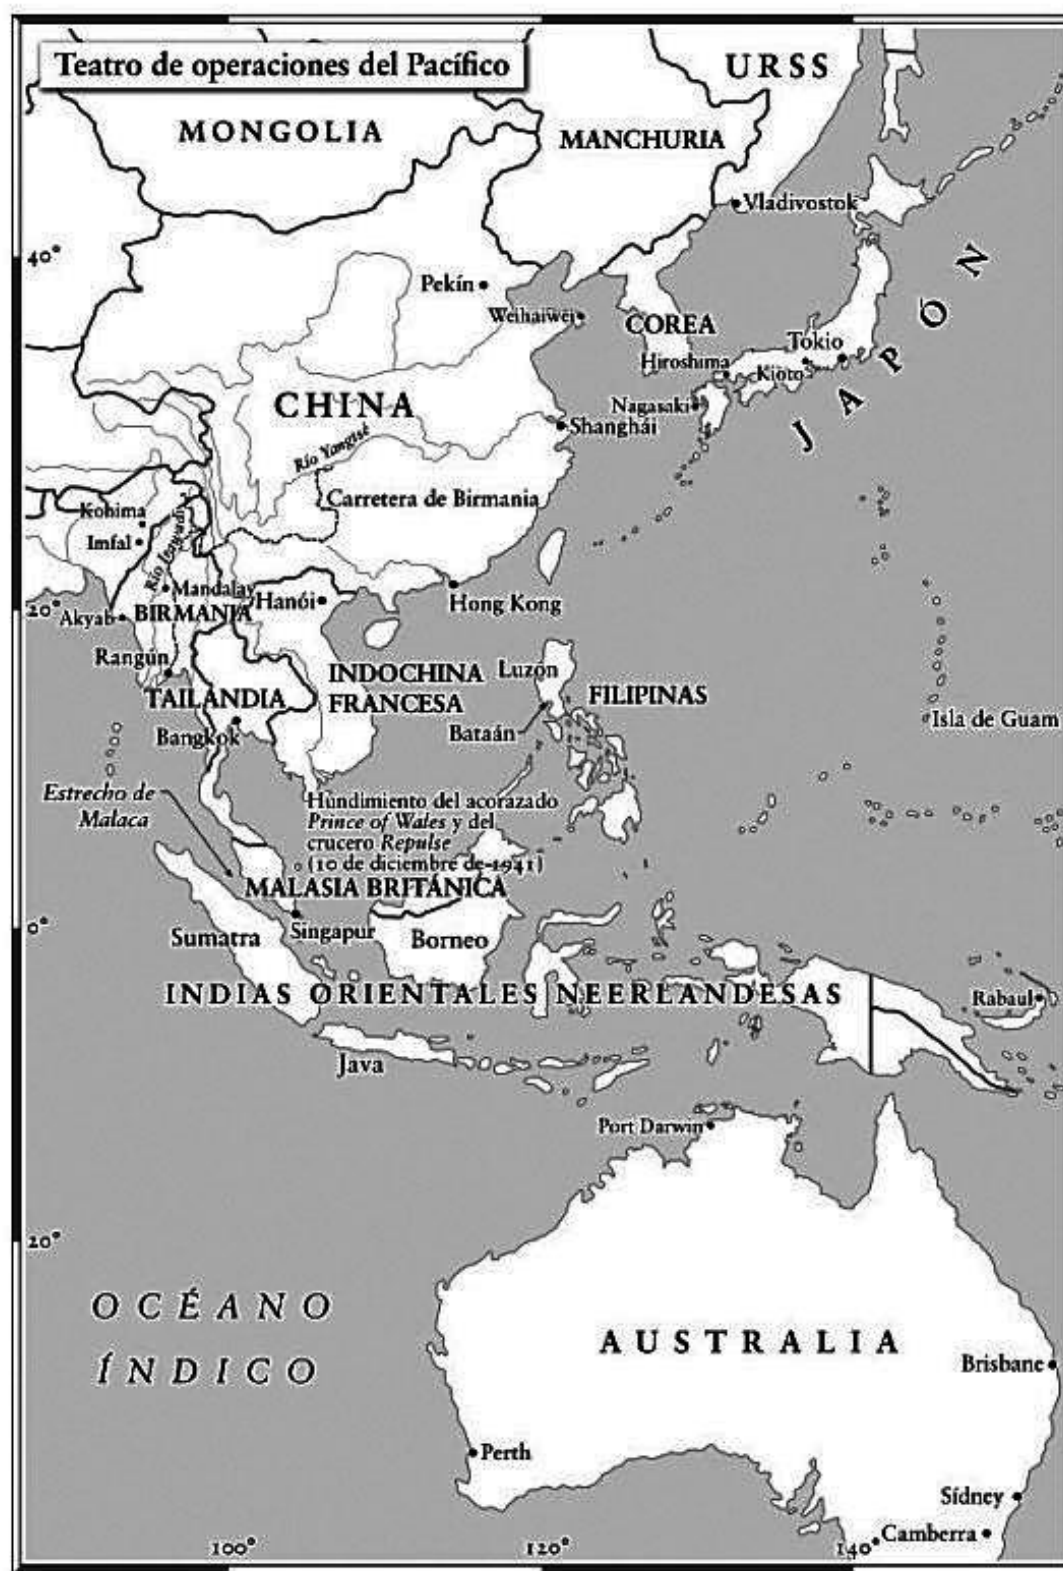 Teatro de operaciones del Pacífico
URSS
MONGOLIA
MANCHURIA
Vladivostok
40°
Pekín
Weihaiwei
COREA
JAPÓN
Tokio
Hiroshima
Kioto
CHINA
Nagasaki
Shanghái
Río Yangtsé
Carretera de Birmania
Kohima
Imfal
Mandalay
20°
Akyab
BIRMANIA
Hanói
Hong Kong
Rangún
INDOCHINA
FRANCESA
Luzón
FILIPINAS
TAILANDIA
Bangkok
Bataán
Isla de Guam
Estrecho de
Malaca
Hundimiento del acorazado
Prince of Wales y del
crucero Repulse
(10 de diciembre de 1941)
MALASIA BRITÁNICA
0°
Sumatra
Singapur
Borneo
INDIAS ORIENTALES NEERLANDESAS
Rabaul
Java
Port Darwin
20°
OCÉANO
ÍNDICO
AUSTRALIA
Brisbane
Perth
Sídney
Camberra
100°
120°
140°